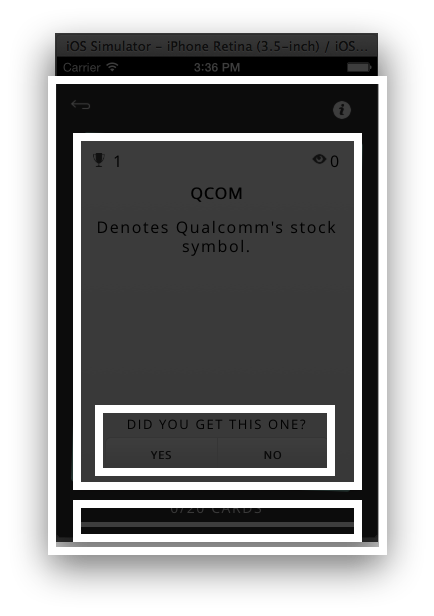 iOS Simulator – iPhone Retina (3.5-inch) / iOS...
Carrier 3:36 PM
1 0
QCOM
Denotes Qualcomm's stock
symbol.
DID YOU GET THIS ONE?
YES NO
0/20 CARDS